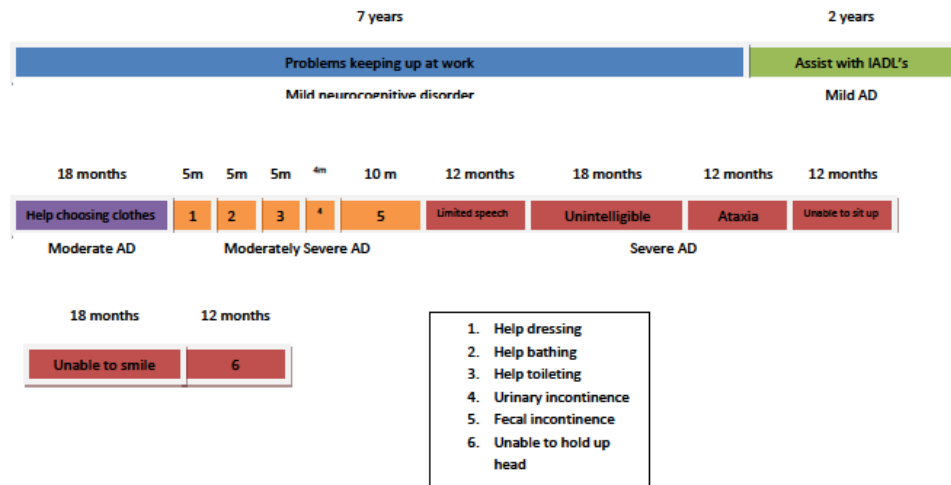 7 years 2 years
Problems keeping up at work Assist with IADL's
Mild neurocognitive disorder Mild AD
18 months 5m 5m 5m 4m 10 m 12 months 18 months 12 months 12 months
Help choosing clothes 1 2 3 4 5 Limited speech Unintelligible Ataxia Unable to sit up
Moderate AD Moderately Severe AD Severe AD
18 months 12 months
Unable to smile 6
1. Help dressing
2. Help bathing
3. Help toileting
4. Urinary incontinence
5. Fecal incontinence
6. Unable to hold up
head